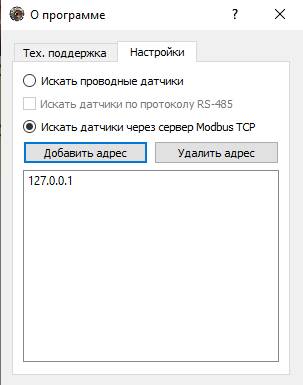 О программе
?
Тех. поддержка
Настройки
Искать проводные датчики
Искать датчики по протоколу RS-485
Искать датчики через сервер Modbus TCP
Добавить адрес
Удалить адрес
127.0.0.1